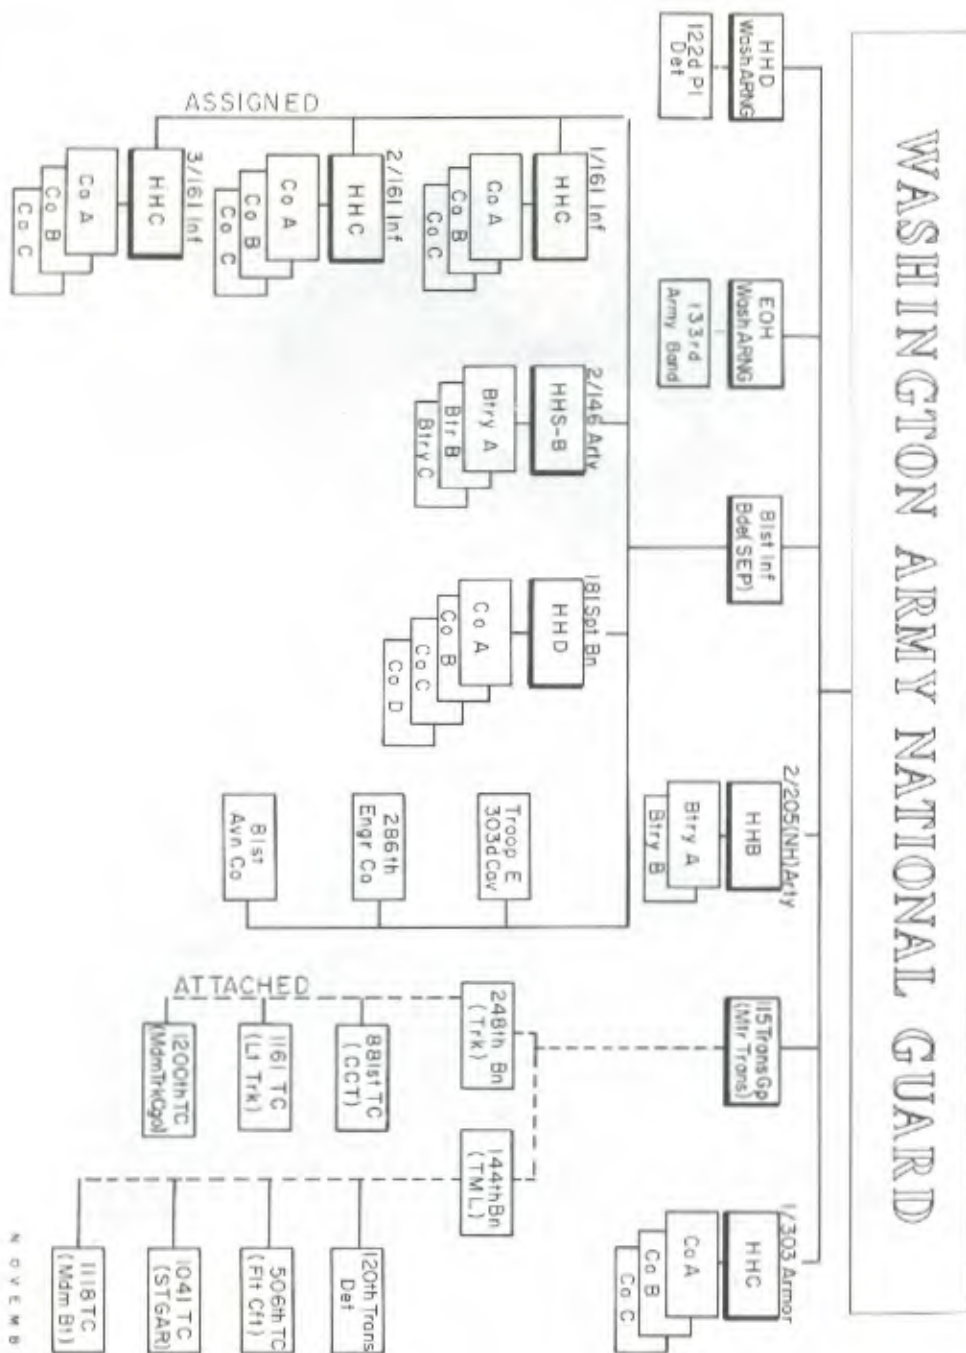 WASHINGTON ARMY NATIONAL GUARD
HHD
WashARNG
122d PI
Det
EOH
WashARNG
133rd
Army Band
81st Inf
Bde(SEP)
2/205(NH)Arty
HHB
Btry A
Btry B
115TransGp
(Mtr Trans)
1/303 Armor
HHC
Co A
Co B
Co C
ASSIGNED
1/161 Inf
HHC
Co A
Co B
Co C
2/161 Inf
HHC
Co A
Co B
Co C
3/161 Inf
HHC
Co A
Co B
Co C
2/146 Arty
HHS-B
Btry A
Btr B
Btry C
181 Spt Bn
HHD
Co A
Co B
Co C
Co D
Troop E
303d Cav
286th
Engr Co
81st
Avn Co
ATTACHED
248th Bn
(Trk)
881st TC
(CCT)
1161 TC
(Lt Trk)
1200th TC
(MdmTrkCgo)
144th Bn
(TML)
120th Trans
Det
506th TC
(Flt Cft)
1041 TC
(STGAR)
1118 TC
(Mdm Bt)
NOVEMB